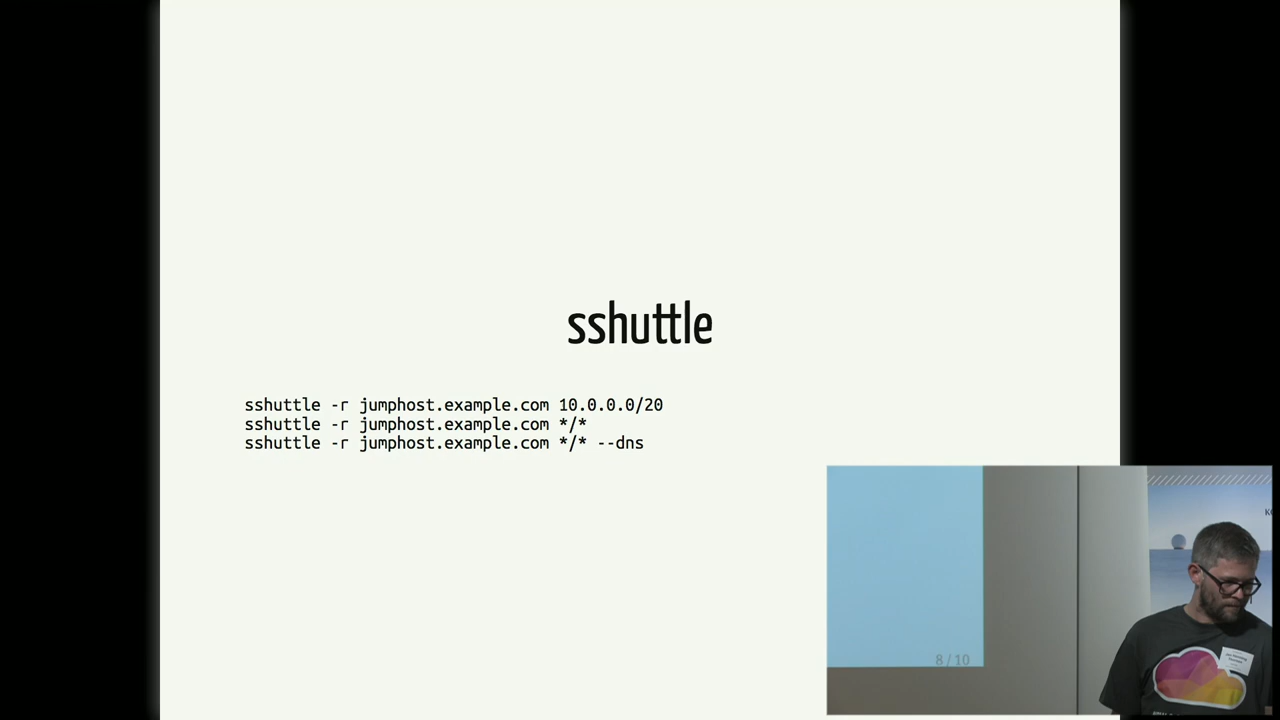 sshuttle
sshuttle -r jumphost.example.com 10.0.0.0/20
sshuttle -r jumphost.example.com */*
sshuttle -r jumphost.example.com */* --dns
8 / 10